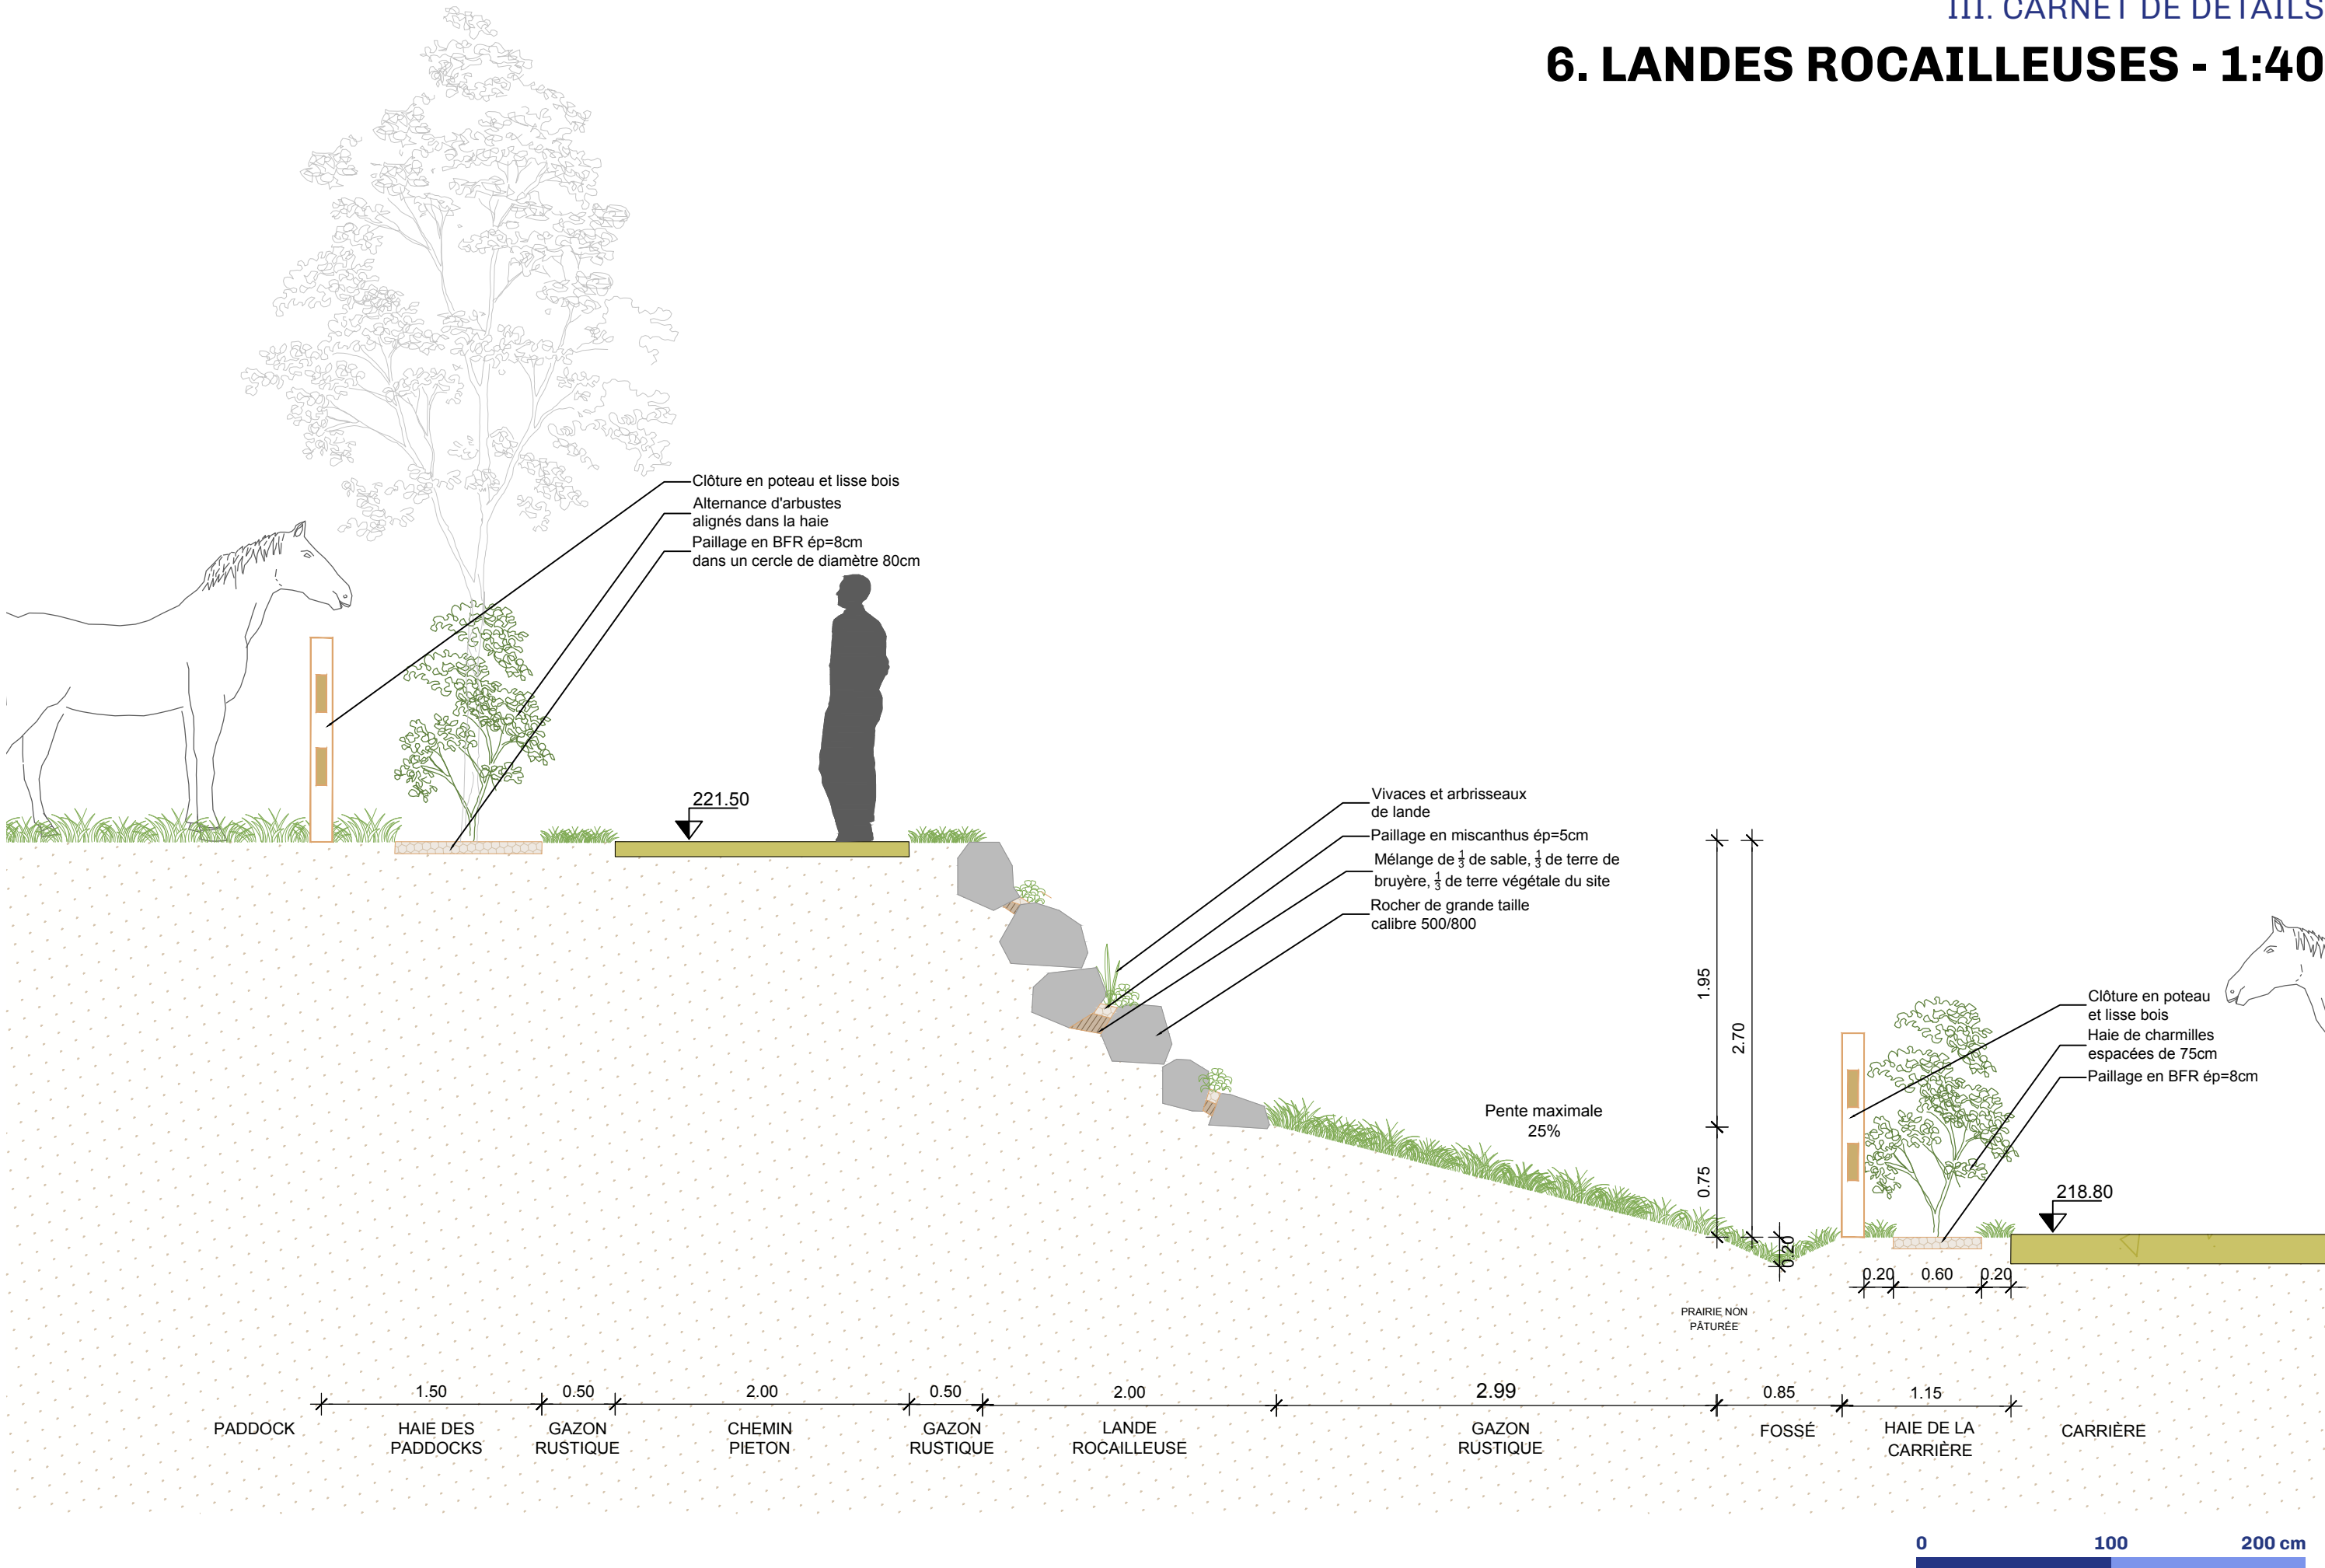 III. CARNET DE DÉTAILS
6. LANDES ROCAILLEUSES - 1:40
Clôture en poteau et lisse bois
Alternance d'arbustes
alignés dans la haie
Paillage en BFR ép=8cm
dans un cercle de diamètre 80cm
221.50
Vivaces et arbrisseaux
de lande
Paillage en miscanthus ép=5cm
Mélange de 1/3 de sable, 1/3 de terre de
bruyère, 1/3 de terre végétale du site
Rocher de grande taille
calibre 500/800
Pente maximale
25%
1.95
2.70
0.75
0.20
Clôture en poteau
et lisse bois
Haie de charmilles
espacées de 75cm
Paillage en BFR ép=8cm
218.80
0.20 0.60 0.20
PRAIRIE NON
PÂTURÉE
1.50 0.50 2.00 0.50 2.00 2.99 0.85 1.15
PADDOCK
HAIE DES
PADDOCKS
GAZON
RUSTIQUE
CHEMIN
PIETON
GAZON
RUSTIQUE
LANDE
ROCAILLEUSE
GAZON
RUSTIQUE
FOSSÉ
HAIE DE LA
CARRIÈRE
CARRIÈRE
0 100 200 cm